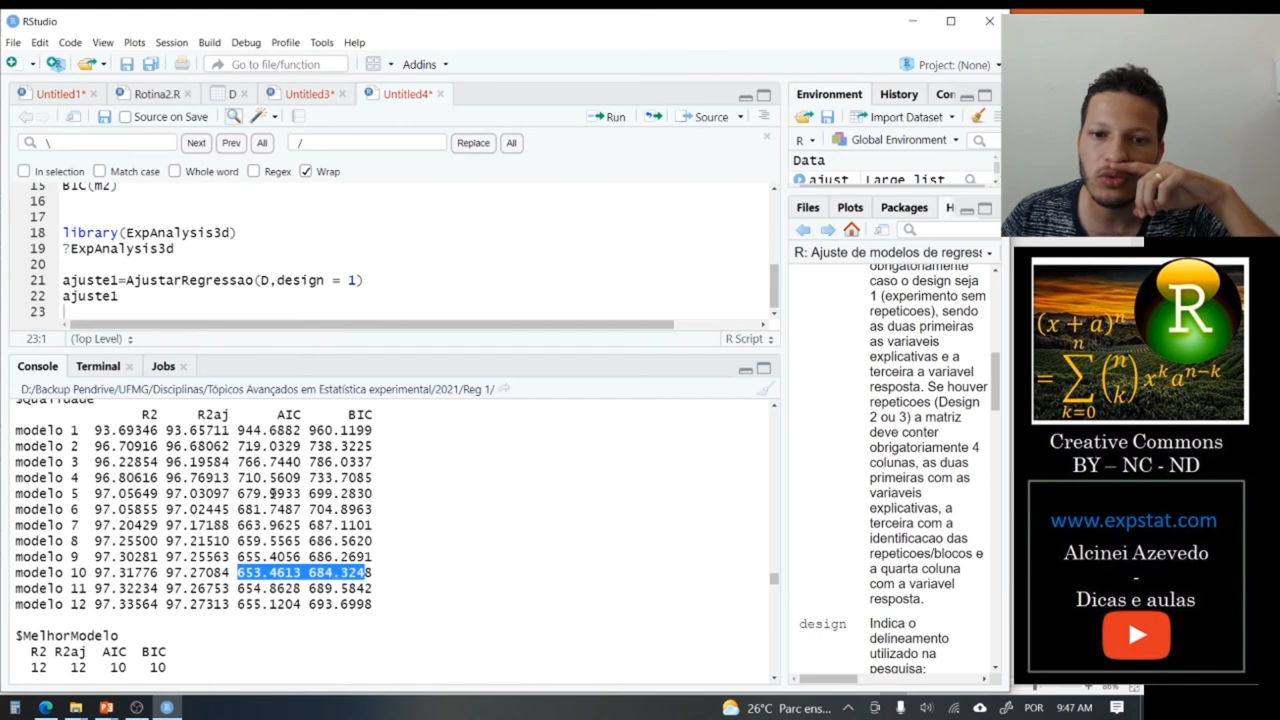 RStudio
File Edit Code View Plots Session Build Debug Profile Tools Help
Go to file/function Addins Project: (None)
Untitled1* Rotina2.R D Untitled3* Untitled4*
Source on Save Run Source
\ Next Prev All / Replace All
In selection Match case Whole word Regex Wrap
15 BIC(m2)
16
17
18 library(ExpAnalysis3d)
19 ?ExpAnalysis3d
20
21 ajuste1=AjustarRegressao(D,design = 1)
22 ajuste1
23
23:1 (Top Level) R Script
Console Terminal Jobs
D:/Backup Pendrive/UFMG/Disciplinas/Tópicos Avançados em Estatística experimental/2021/Reg 1/
$Qualidade
R2 R2aj AIC BIC
modelo 1 93.69346 93.65711 944.6882 960.1199
modelo 2 96.70916 96.68062 719.0329 738.3225
modelo 3 96.22854 96.19584 766.7440 786.0337
modelo 4 96.80616 96.76913 710.5609 733.7085
modelo 5 97.05649 97.03097 679.9933 699.2830
modelo 6 97.05855 97.02445 681.7487 704.8963
modelo 7 97.20429 97.17188 663.9625 687.1101
modelo 8 97.25500 97.21510 659.5565 686.5620
modelo 9 97.30281 97.25563 655.4056 686.2691
modelo 10 97.31776 97.27084 653.4613 684.3248
modelo 11 97.32234 97.26753 654.8628 689.5842
modelo 12 97.33564 97.27313 655.1204 693.6998
$MelhorModelo
R2 R2aj AIC BIC
12 12 10 10
Environment History Con
Import Dataset
R Global Environment
Data
ajust Large list
Files Plots Packages H
R: Ajuste de modelos de regres
obrigatoriamente
caso o design seja
1 (experimento sem
repeticoes), sendo
as duas primeiras
as variaveis
explicativas e a
terceira a variavel
resposta. Se houver
repeticoes (Design
2 ou 3) a matriz
deve conter
obrigatoriamente 4
colunas, as duas
primeiras com as
variaveis
explicativas, a
terceira com a
identificacao das
repeticoes/blocos e
a quarta coluna
com a variavel
resposta.
design Indica o
delineamento
utilizado na
pesquisa:
R
(x + a)ⁿ
= ∑ₖ₌₀ⁿ (n k) xᵏaⁿ⁻ᵏ
Creative Commons
BY – NC - ND
www.expstat.com
Alcinei Azevedo
-
Dicas e aulas
86%
26°C Parc ens... POR 9:47 AM